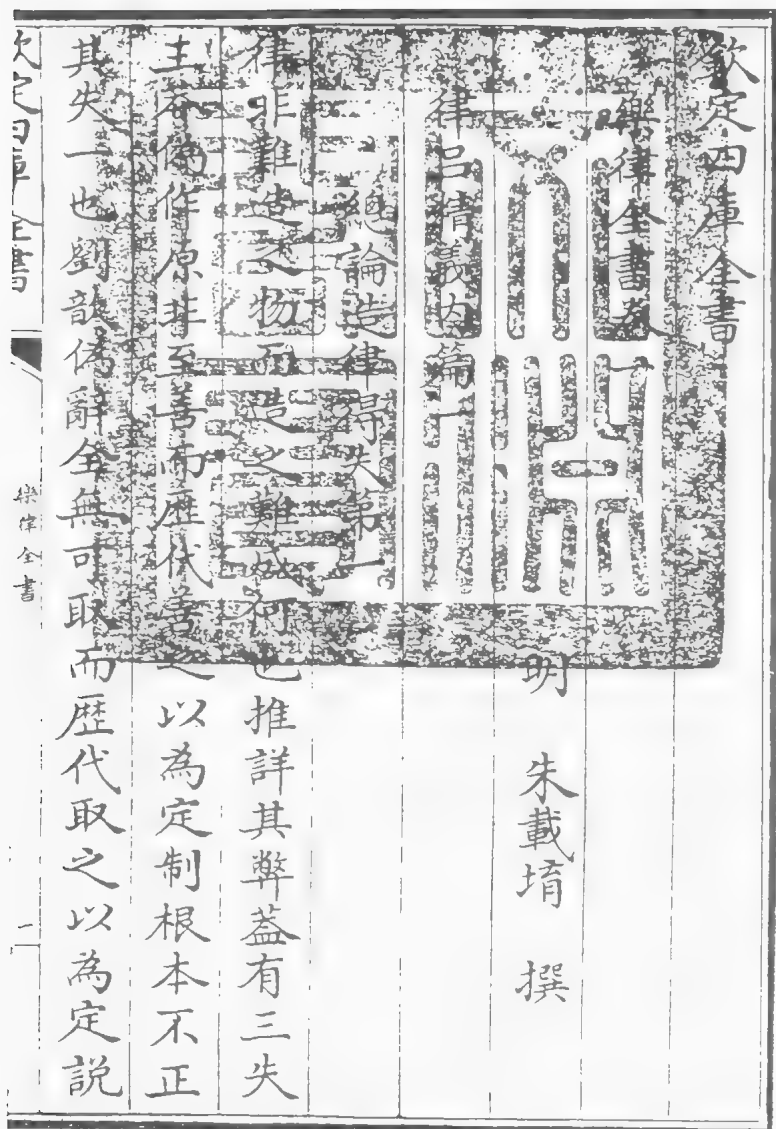 欽定四庫全書
樂律全書卷一
明 朱載堉 撰
律呂精義內篇一
總論造律得失第一
律非難造之物而造之難成何也推詳其弊蓋有三失
王莽偽作原非至善而歷代善之以為定制根本不正
其失一也劉歆偽辭全無可取而歷代取之以為定說
欽定四庫全書
樂律全書
一